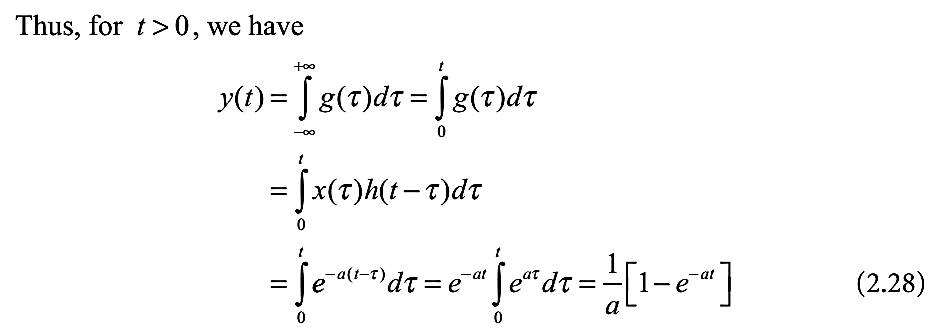 Thus, for t > 0, we have
y(t) = ∫_{−∞}^{+∞} g(τ)dτ = ∫_{0}^{t} g(τ)dτ
= ∫_{0}^{t} x(τ)h(t − τ)dτ
= ∫_{0}^{t} e^{−a(t−τ)} dτ = e^{−at} ∫_{0}^{t} e^{aτ} dτ = \frac{1}{a}[1 − e^{−at}] (2.28)